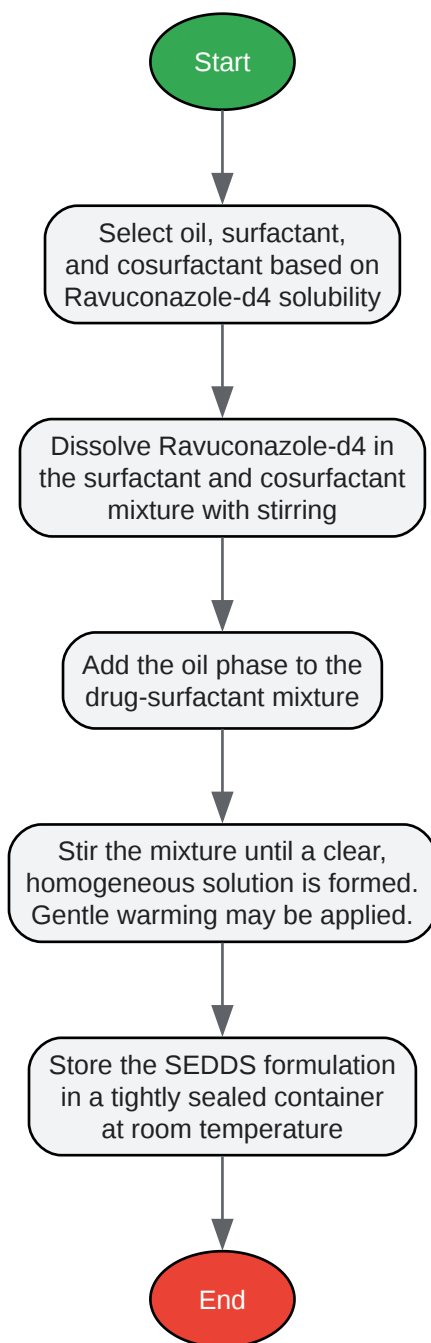 Start
Select oil, surfactant,
and cosurfactant based on
Ravuconazole-d4 solubility
Dissolve Ravuconazole-d4 in
the surfactant and cosurfactant
mixture with stirring
Add the oil phase to the
drug-surfactant mixture
Stir the mixture until a clear,
homogeneous solution is formed.
Gentle warming may be applied.
Store the SEDDS formulation
in a tightly sealed container
at room temperature
End